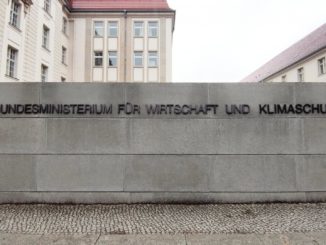 UNDESMINISTERIUM FÜR WIRTSCHAFT UND KLIMASCHU